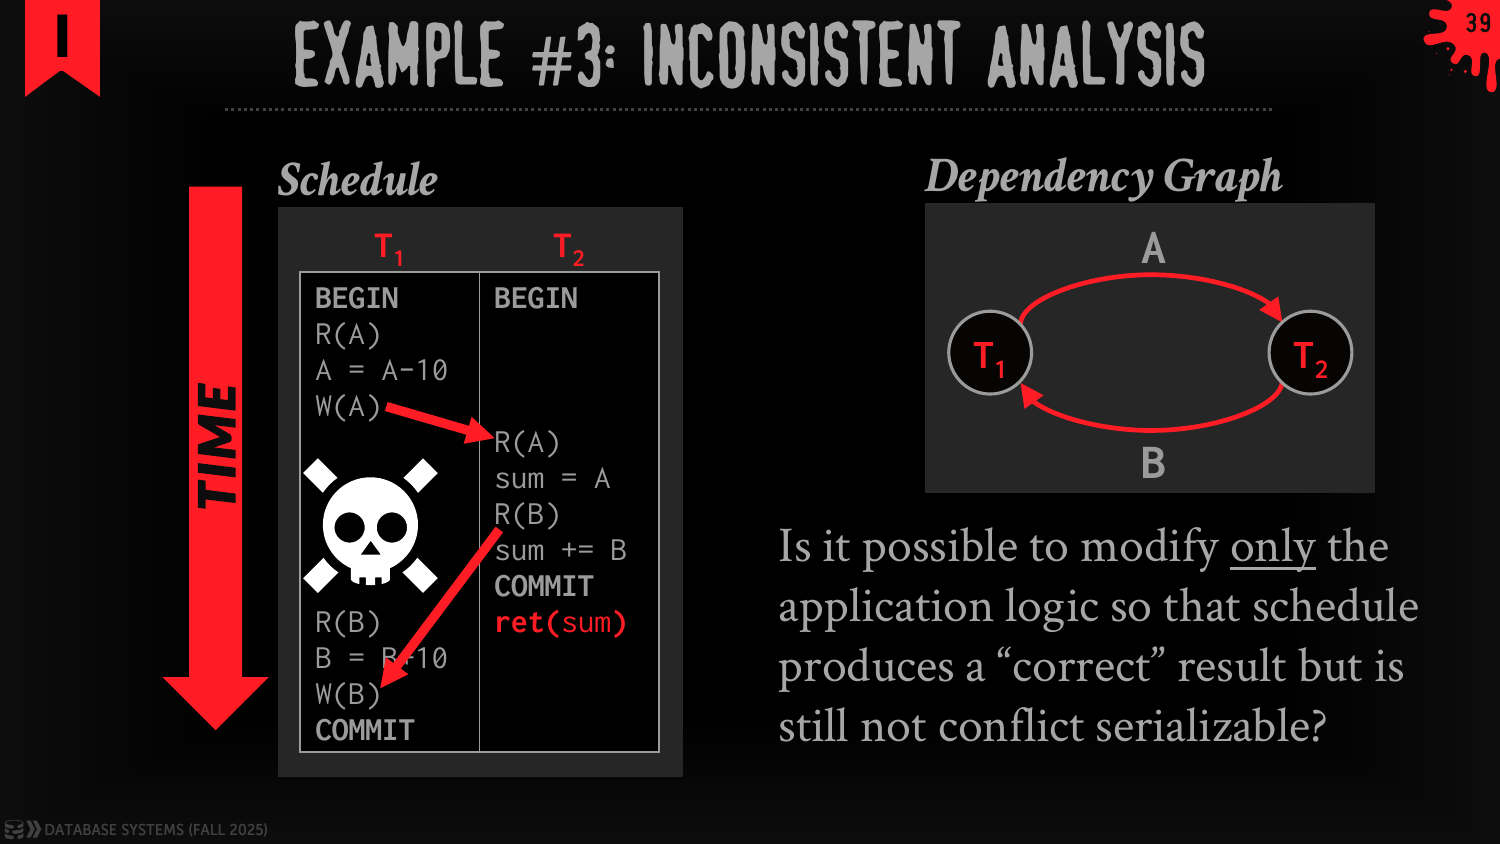 I
EXAMPLE #3: INCONSISTENT ANALYSIS
39
Schedule
T1 T2
BEGIN BEGIN
R(A)
A = A-10
W(A)
R(A)
sum = A
R(B)
sum += B
COMMIT
ret(sum)
R(B)
B = B+10
W(B)
COMMIT
TIME
Dependency Graph
A
T1 T2
B
Is it possible to modify only the
application logic so that schedule
produces a “correct” result but is
still not conflict serializable?
DATABASE SYSTEMS (FALL 2025)